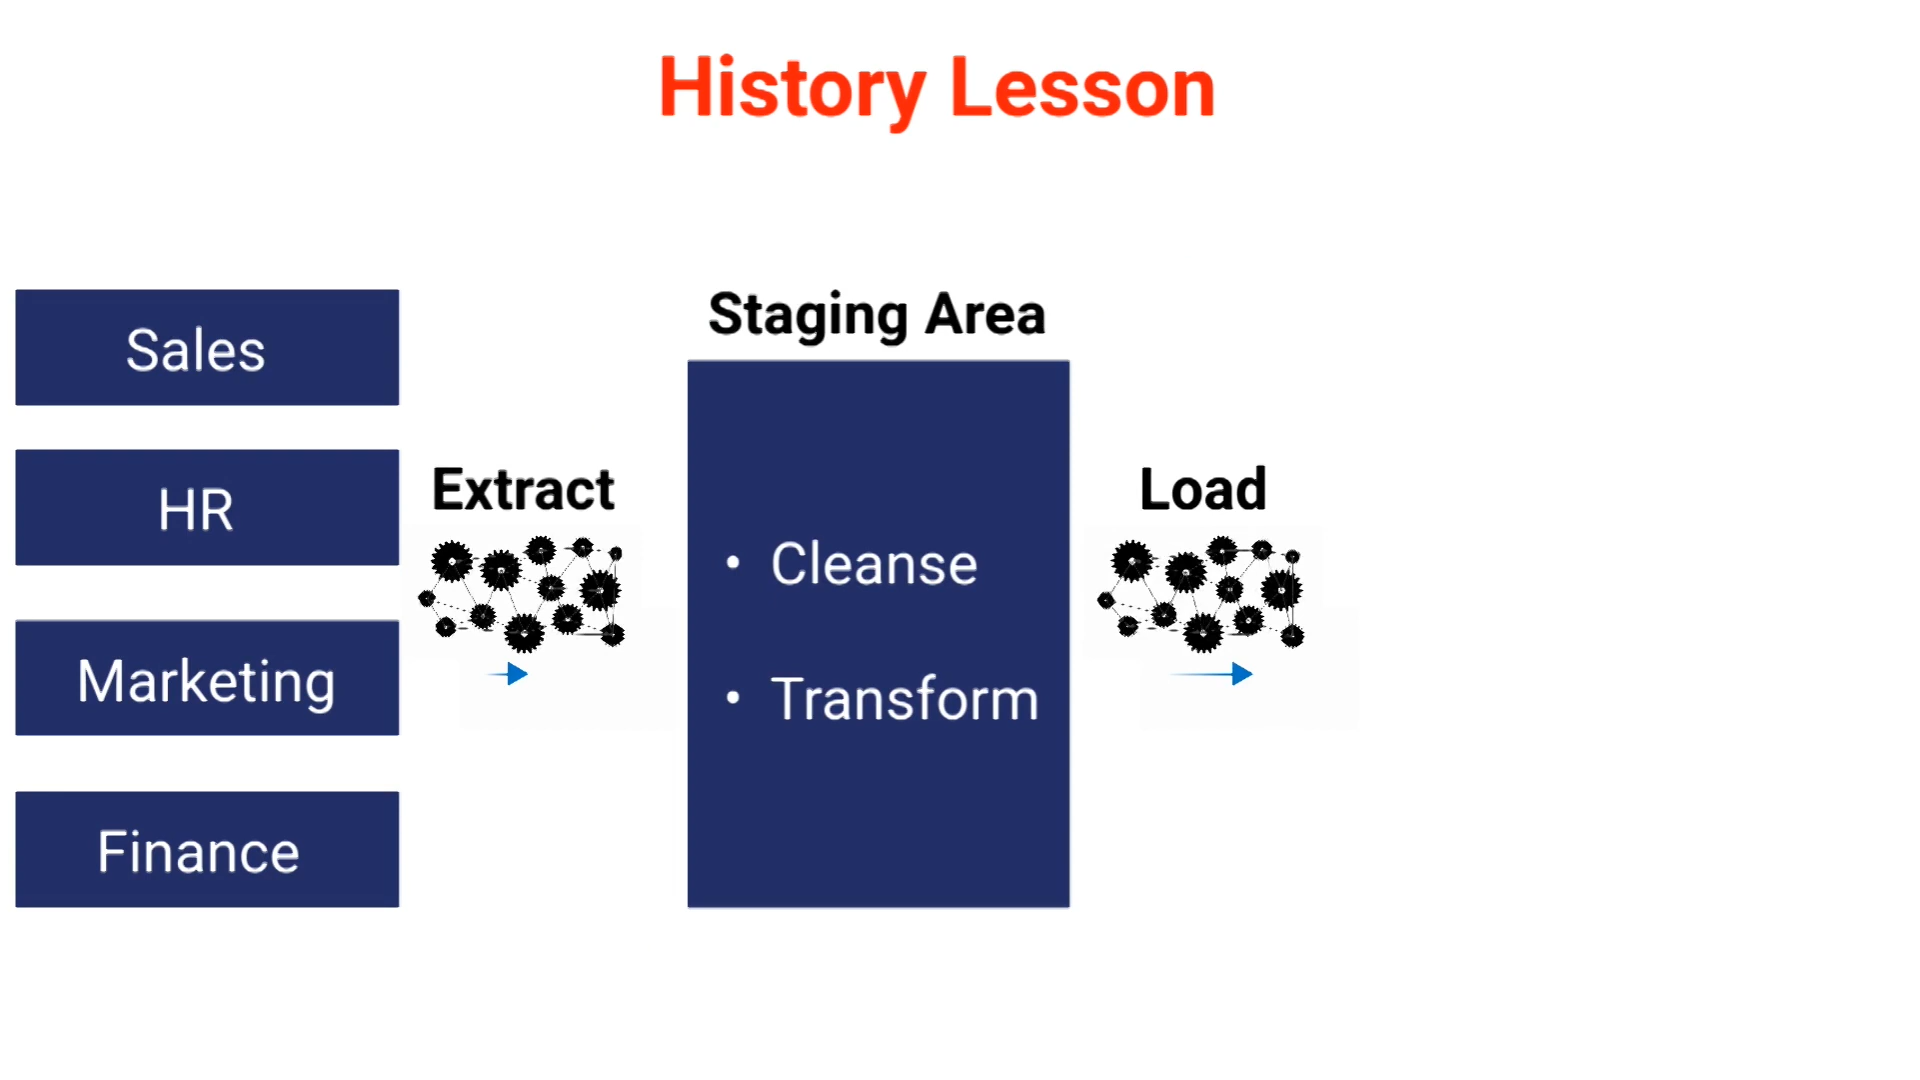 History Lesson
Sales
HR
Marketing
Finance
Extract
Staging Area
• Cleanse
• Transform
Load